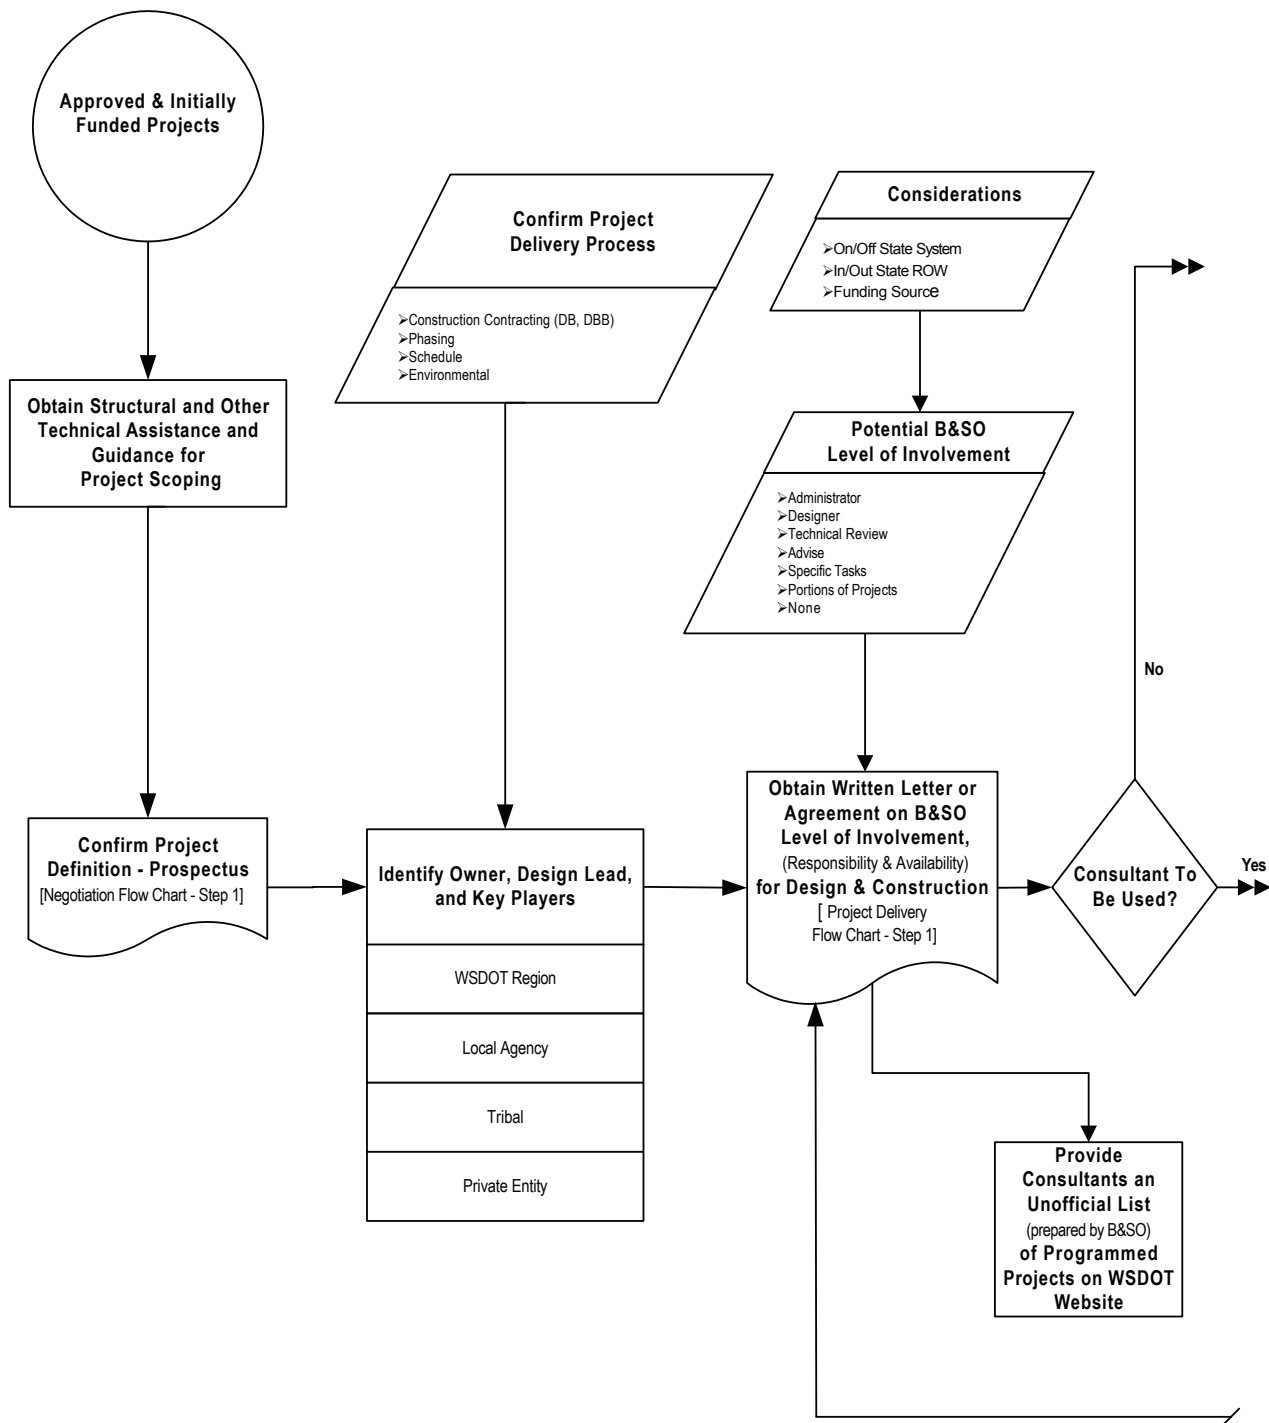 Approved & Initially
Funded Projects
Obtain Structural and Other
Technical Assistance and
Guidance for
Project Scoping
Confirm Project
Definition - Prospectus
[Negotiation Flow Chart - Step 1]
Confirm Project
Delivery Process
➢Construction Contracting (DB, DBB)
➢Phasing
➢Schedule
➢Environmental
Identify Owner, Design Lead,
and Key Players
WSDOT Region
Local Agency
Tribal
Private Entity
Considerations
➢On/Off State System
➢In/Out State ROW
➢Funding Source
Potential B&SO
Level of Involvement
➢Administrator
➢Designer
➢Technical Review
➢Advise
➢Specific Tasks
➢Portions of Projects
➢None
Obtain Written Letter or
Agreement on B&SO
Level of Involvement,
(Responsibility & Availability)
for Design & Construction
[ Project Delivery
Flow Chart - Step 1]
Consultant To
Be Used?
No
Yes
Provide
Consultants an
Unofficial List
(prepared by B&SO)
of Programmed
Projects on WSDOT
Website